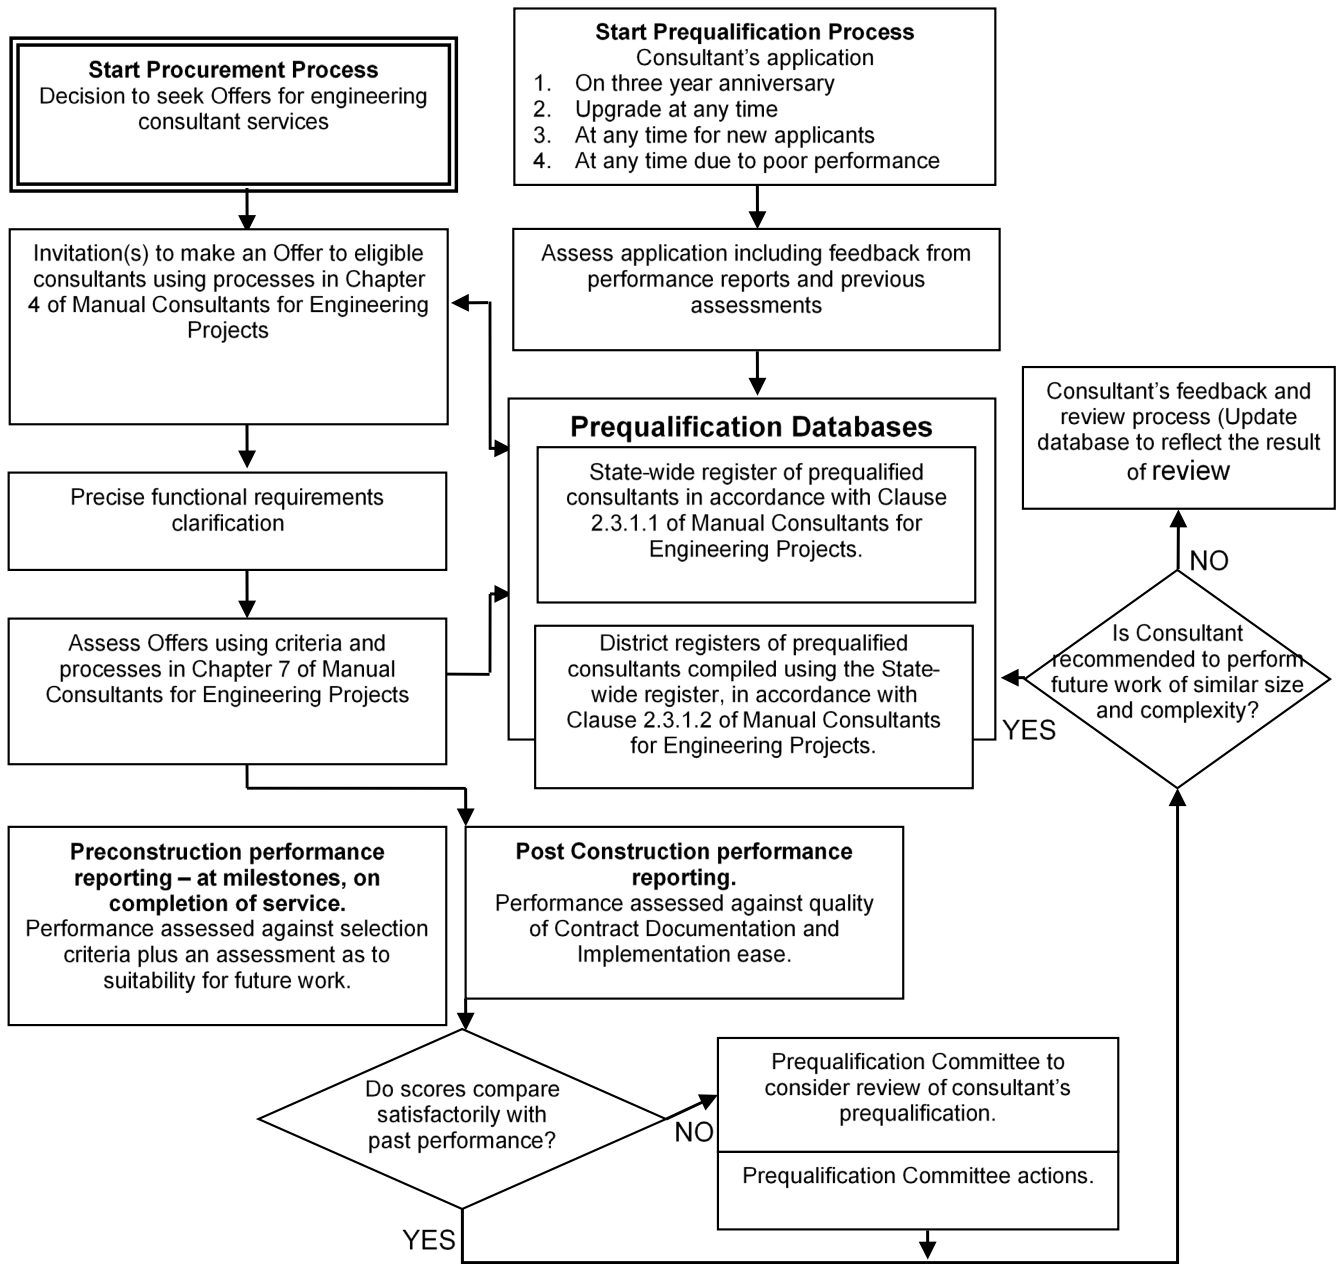 Start Procurement Process
Decision to seek Offers for engineering
consultant services
Start Prequalification Process
Consultant's application
1. On three year anniversary
2. Upgrade at any time
3. At any time for new applicants
4. At any time due to poor performance
Invitation(s) to make an Offer to eligible
consultants using processes in Chapter
4 of Manual Consultants for Engineering
Projects
Assess application including feedback from
performance reports and previous
assessments
Precise functional requirements
clarification
Prequalification Databases
State-wide register of prequalified
consultants in accordance with Clause
2.3.1.1 of Manual Consultants for
Engineering Projects.
District registers of prequalified
consultants compiled using the State-
wide register, in accordance with
Clause 2.3.1.2 of Manual Consultants
for Engineering Projects.
Consultant's feedback and
review process (Update
database to reflect the result
of review
NO
Is Consultant
recommended to perform
future work of similar size
and complexity?
YES
Assess Offers using criteria and
processes in Chapter 7 of Manual
Consultants for Engineering Projects
Preconstruction performance
reporting – at milestones, on
completion of service.
Performance assessed against selection
criteria plus an assessment as to
suitability for future work.
Post Construction performance
reporting.
Performance assessed against quality
of Contract Documentation and
Implementation ease.
Do scores compare
satisfactorily with
past performance?
NO
Prequalification Committee to
consider review of consultant's
prequalification.
Prequalification Committee actions.
YES